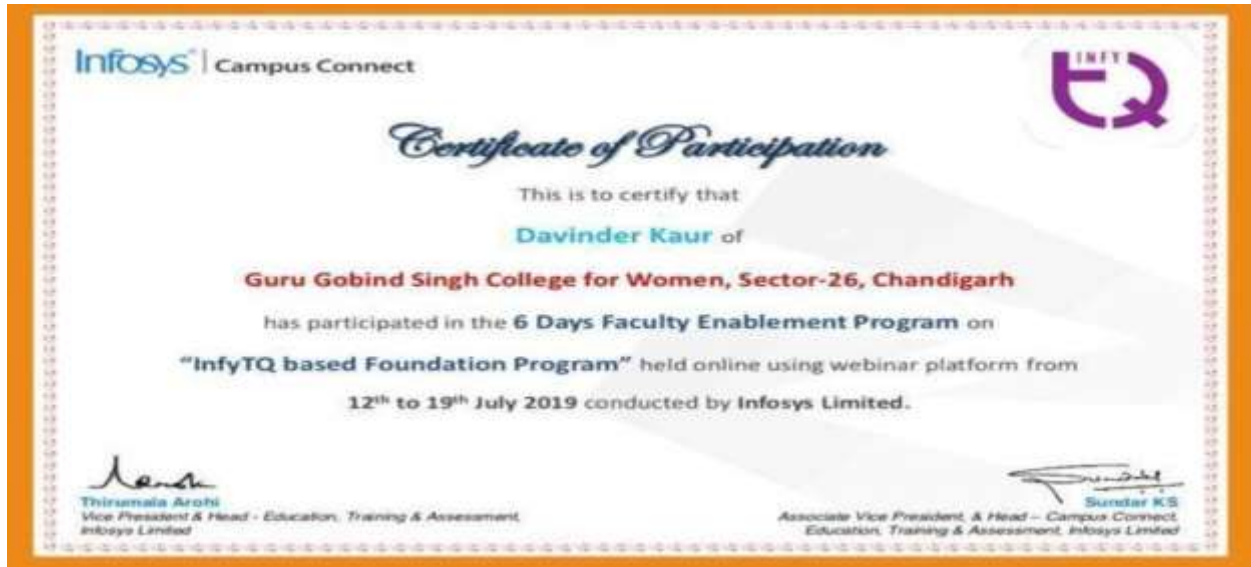 Infosys | Campus Connect
INFY
TQ
Certificate of Participation
This is to certify that
Davinder Kaur of
Guru Gobind Singh College for Women, Sector-26, Chandigarh
has participated in the 6 Days Faculty Enablement Program on
“InfyTQ based Foundation Program” held online using webinar platform from
12th to 19th July 2019 conducted by Infosys Limited.
Thirumala Arohi
Vice President & Head - Education, Training & Assessment,
Infosys Limited
Sundar KS
Associate Vice President, & Head – Campus Connect,
Education, Training & Assessment, Infosys Limited